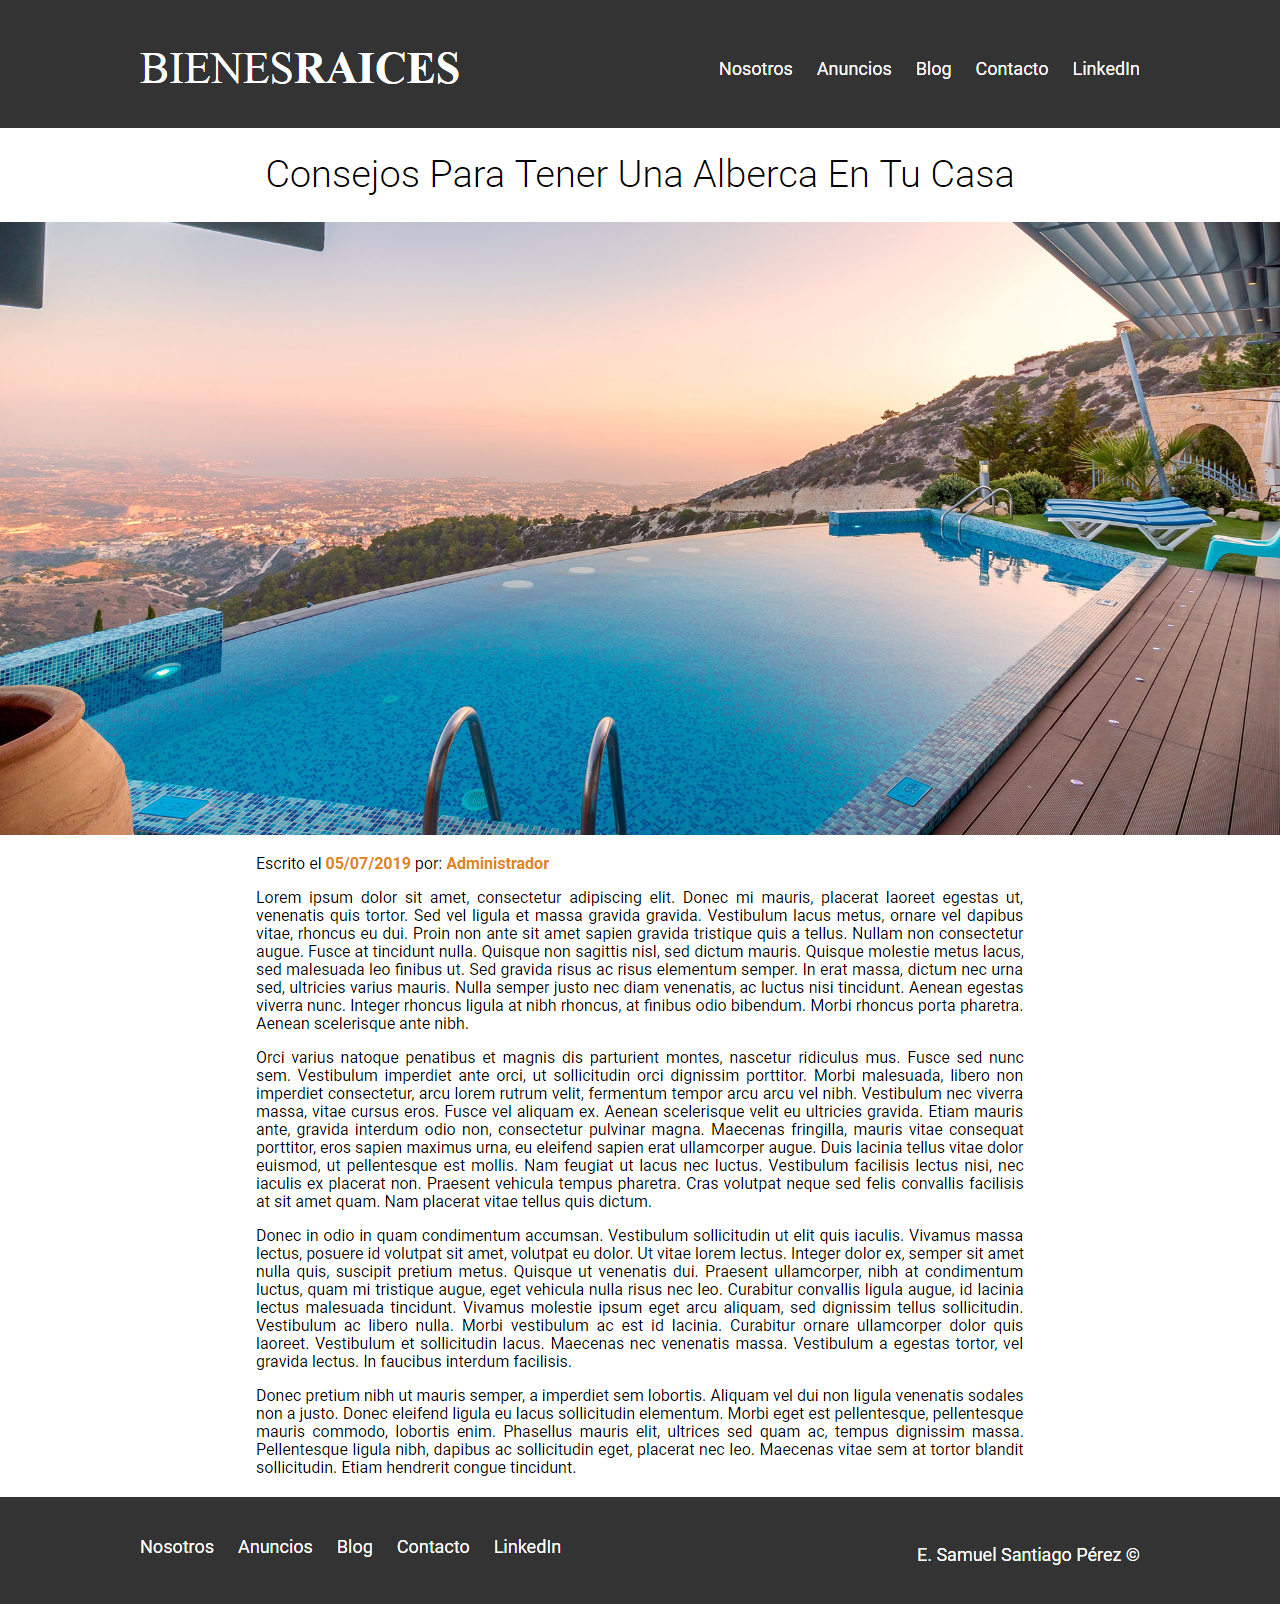 BIENESRAICES
Nosotros Anuncios Blog Contacto LinkedIn
Consejos Para Tener Una Alberca En Tu Casa
Escrito el 05/07/2019 por: Administrador
Lorem ipsum dolor sit amet, consectetur adipiscing elit. Donec mi mauris, placerat laoreet egestas ut,
venenatis quis tortor. Sed vel ligula et massa gravida gravida. Vestibulum lacus metus, ornare vel dapibus
vitae, rhoncus eu dui. Proin non ante sit amet sapien gravida tristique quis a tellus. Nullam non consectetur
augue. Fusce at tincidunt nulla. Quisque non sagittis nisl, sed dictum mauris. Quisque molestie metus lacus,
sed malesuada leo finibus ut. Sed gravida risus ac risus elementum semper. In erat massa, dictum nec urna
sed, ultricies varius mauris. Nulla semper justo nec diam venenatis, ac luctus nisi tincidunt. Aenean egestas
viverra nunc. Integer rhoncus ligula at nibh rhoncus, at finibus odio bibendum. Morbi rhoncus porta pharetra.
Aenean scelerisque ante nibh.
Orci varius natoque penatibus et magnis dis parturient montes, nascetur ridiculus mus. Fusce sed nunc
sem. Vestibulum imperdiet ante orci, ut sollicitudin orci dignissim porttitor. Morbi malesuada, libero non
imperdiet consectetur, arcu lorem rutrum velit, fermentum tempor arcu arcu vel nibh. Vestibulum nec viverra
massa, vitae cursus eros. Fusce vel aliquam ex. Aenean scelerisque velit eu ultricies gravida. Etiam mauris
ante, gravida interdum odio non, consectetur pulvinar magna. Maecenas fringilla, mauris vitae consequat
porttitor, eros sapien maximus urna, eu eleifend sapien erat ullamcorper augue. Duis lacinia tellus vitae dolor
euismod, ut pellentesque est mollis. Nam feugiat ut lacus nec luctus. Vestibulum facilisis lectus nisi, nec
iaculis ex placerat non. Praesent vehicula tempus pharetra. Cras volutpat neque sed felis convallis facilisis
at sit amet quam. Nam placerat vitae tellus quis dictum.
Donec in odio in quam condimentum accumsan. Vestibulum sollicitudin ut elit quis iaculis. Vivamus massa
lectus, posuere id volutpat sit amet, volutpat eu dolor. Ut vitae lorem lectus. Integer dolor ex, semper sit amet
nulla quis, suscipit pretium metus. Quisque ut venenatis dui. Praesent ullamcorper, nibh at condimentum
luctus, quam mi tristique augue, eget vehicula nulla risus nec leo. Curabitur convallis ligula augue, id lacinia
lectus malesuada tincidunt. Vivamus molestie ipsum eget arcu aliquam, sed dignissim tellus sollicitudin.
Vestibulum ac libero nulla. Morbi vestibulum ac est id lacinia. Curabitur ornare ullamcorper dolor quis
laoreet. Vestibulum et sollicitudin lacus. Maecenas nec venenatis massa. Vestibulum a egestas tortor, vel
gravida lectus. In faucibus interdum facilisis.
Donec pretium nibh ut mauris semper, a imperdiet sem lobortis. Aliquam vel dui non ligula venenatis sodales
non a justo. Donec eleifend ligula eu lacus sollicitudin elementum. Morbi eget est pellentesque, pellentesque
mauris commodo, lobortis enim. Phasellus mauris elit, ultrices sed quam ac, tempus dignissim massa.
Pellentesque ligula nibh, dapibus ac sollicitudin eget, placerat nec leo. Maecenas vitae sem at tortor blandit
sollicitudin. Etiam hendrerit congue tincidunt.
Nosotros Anuncios Blog Contacto LinkedIn
E. Samuel Santiago Pérez ©